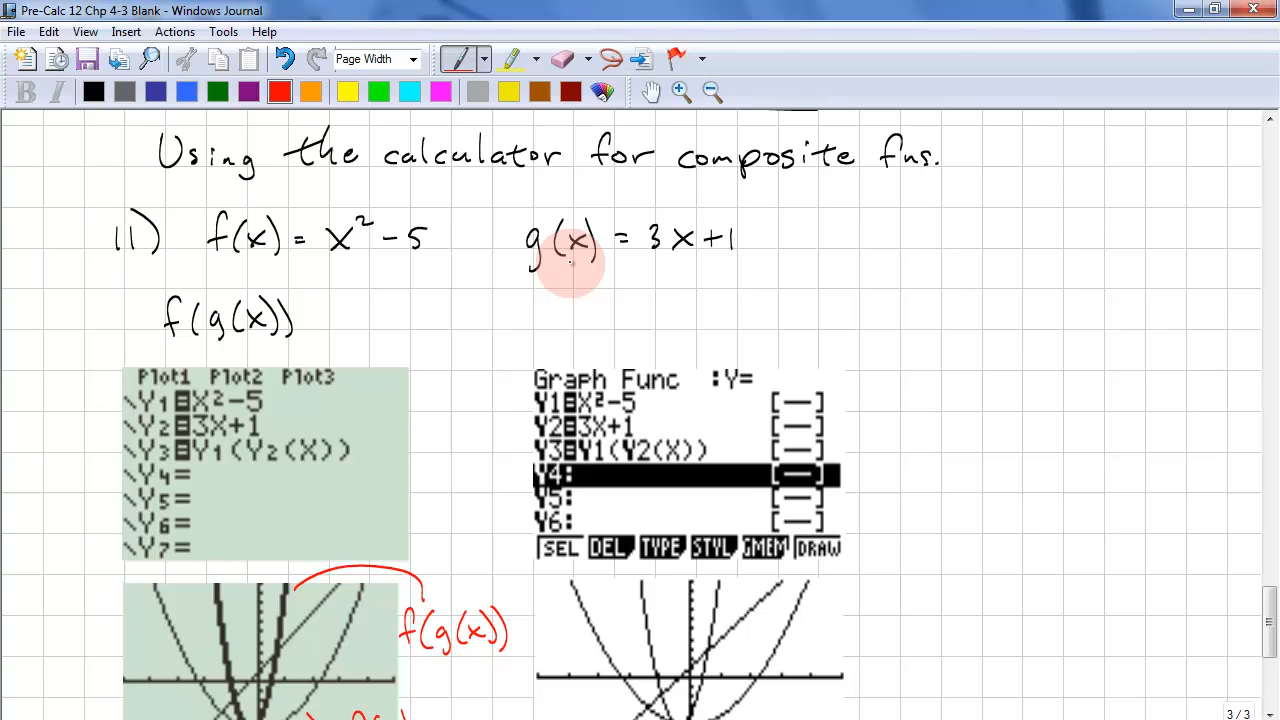 Pre-Calc 12 Chp 4-3 Blank - Windows Journal
File Edit View Insert Actions Tools Help
Page Width
B I
Using the calculator for composite fns.
11) f(x) = x² - 5 g(x) = 3x+1
f(g(x))
Plot1 Plot2 Plot3
\Y₁=X²-5
\Y₂=3X+1
\Y₃=Y₁(Y₂(X))
\Y₄=
\Y₅=
\Y₆=
\Y₇=
Graph Func :Y=
Y1=X²-5 [—]
Y2=3X+1 [—]
Y3=Y1(Y2(X)) [—]
Y4: [—]
Y5: [—]
Y6: [—]
SEL DEL TYPE STYL GMEM DRAW
f(g(x))
3/3